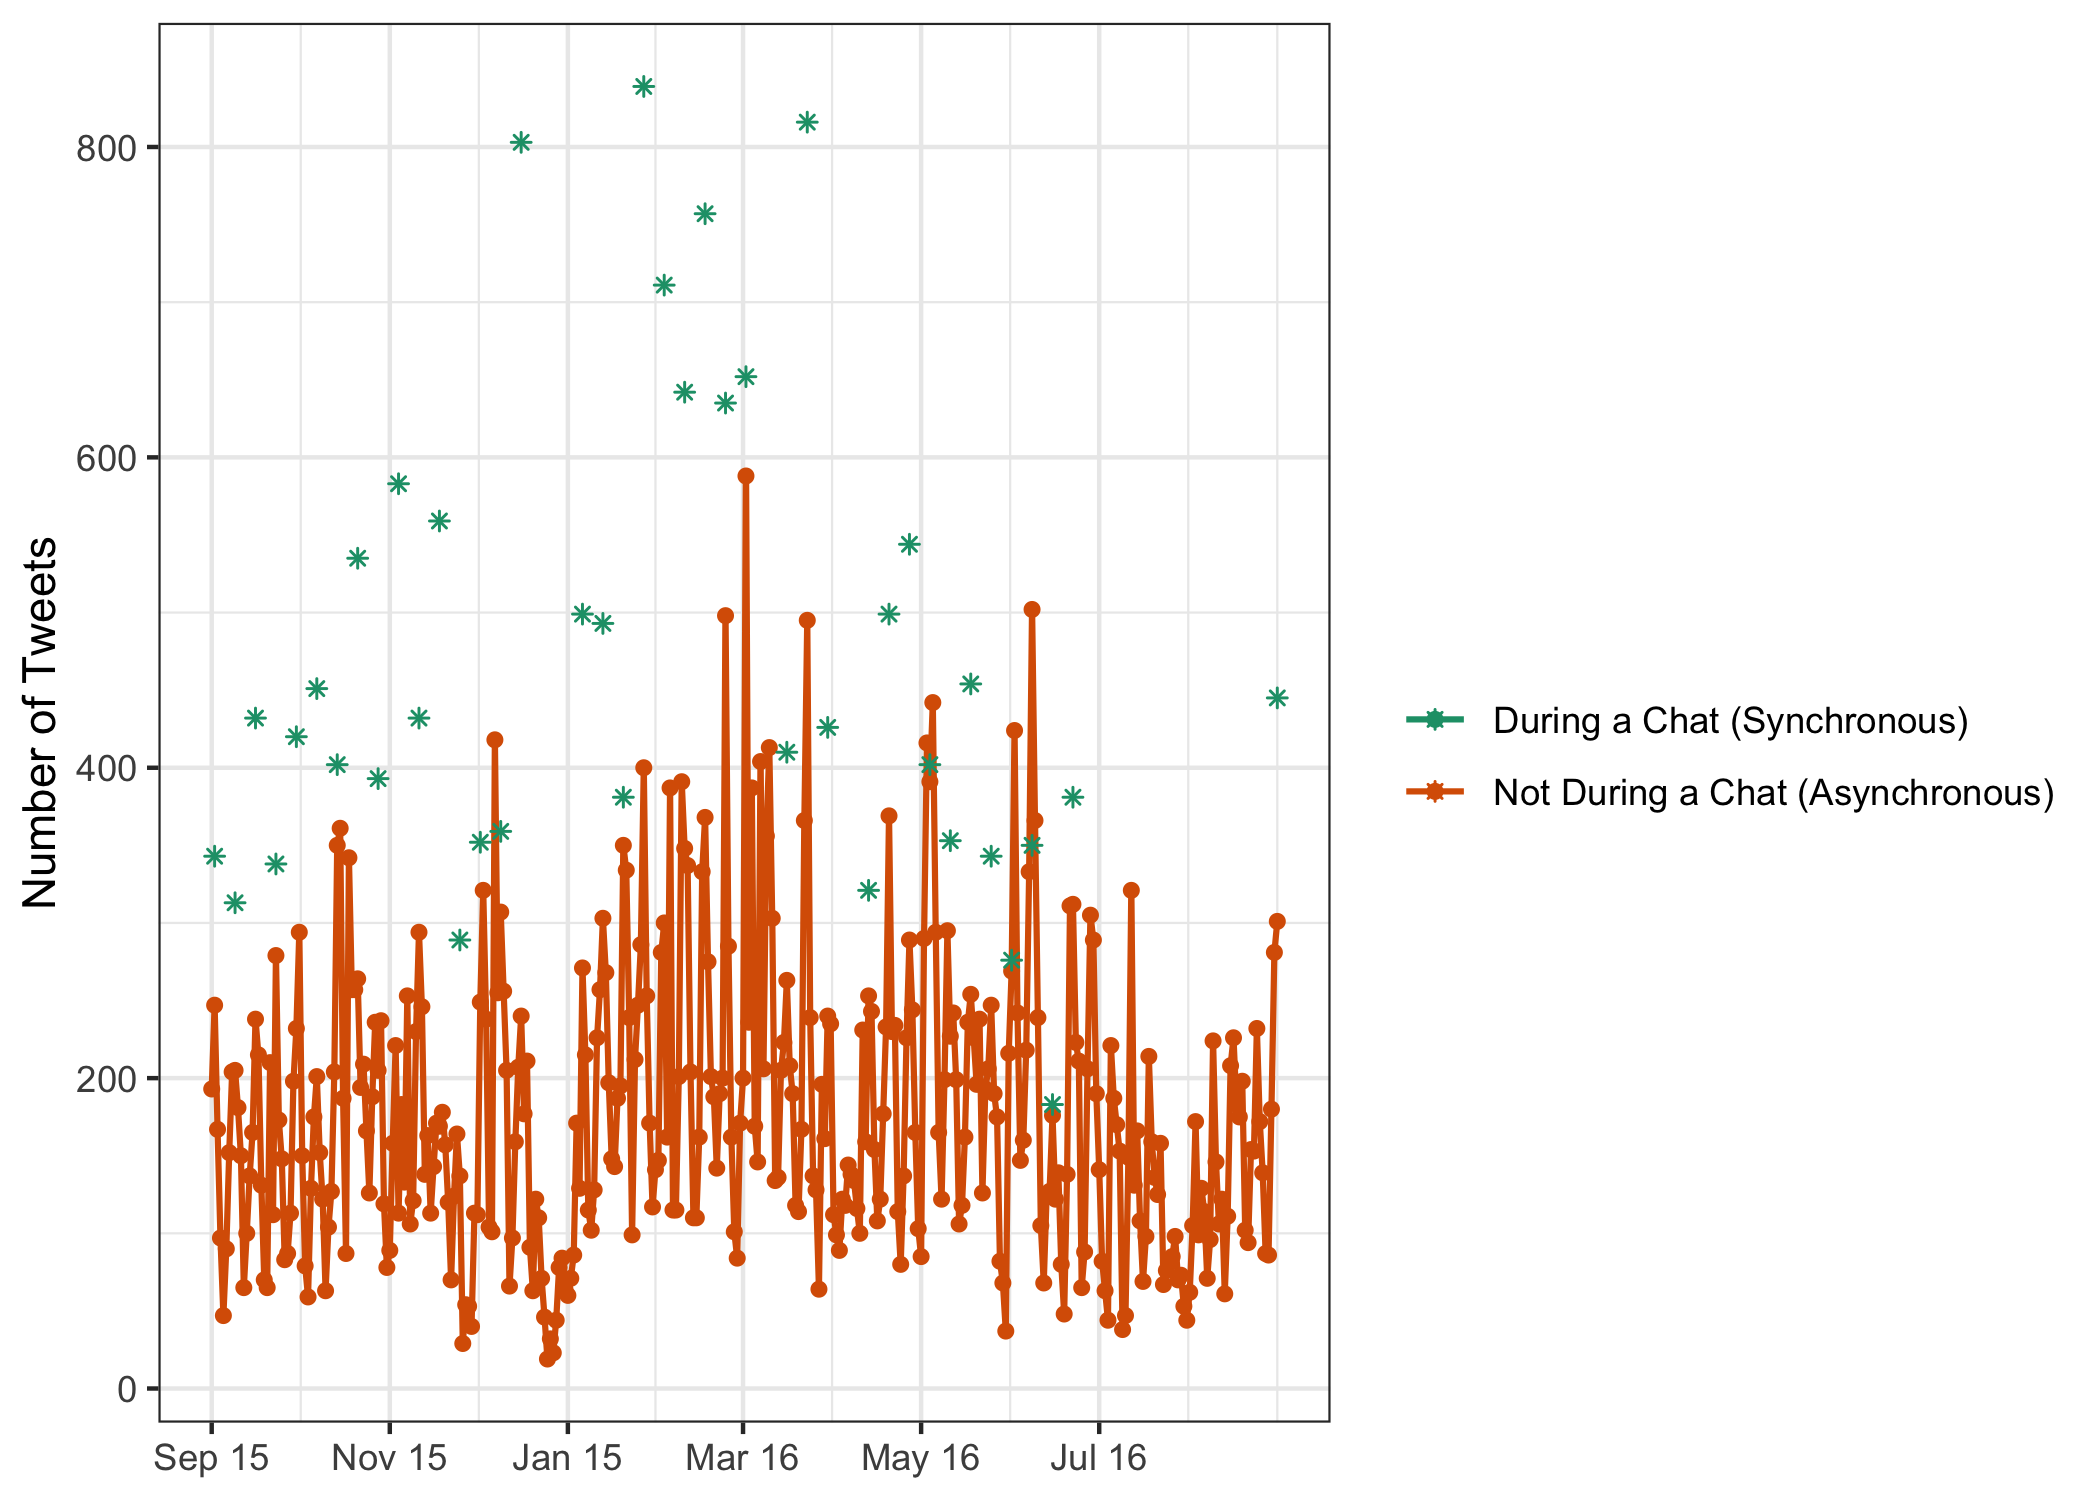 Number of Tweets
800
600
400
200
0
Sep 15 Nov 15 Jan 15 Mar 16 May 16 Jul 16
During a Chat (Synchronous)
Not During a Chat (Asynchronous)